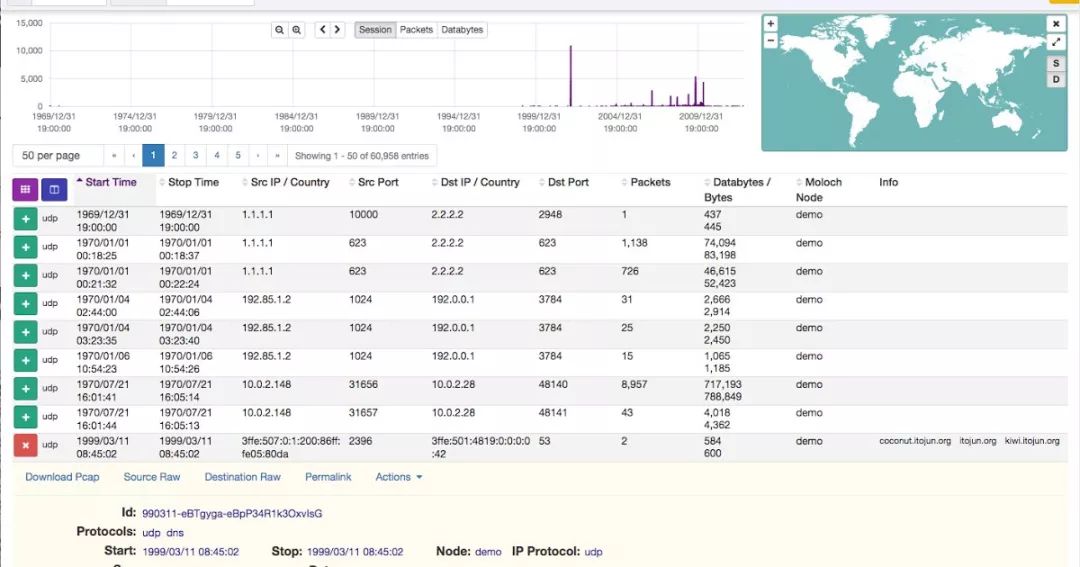 15,000
10,000
5,000
0
Session Packets Databytes
1969/12/31 1974/12/31 1979/12/31 1984/12/31 1989/12/31 1994/12/31 1999/12/31 2004/12/31 2009/12/31
19:00:00 19:00:00 19:00:00 19:00:00 19:00:00 19:00:00 19:00:00 19:00:00 19:00:00
S
D
50 per page « ‹ 1 2 3 4 5 › » Showing 1 - 50 of 60,958 entries
Start Time Stop Time Src IP / Country Src Port Dst IP / Country Dst Port Packets Databytes / Moloch Info
Bytes Node
udp 1969/12/31 1969/12/31 1.1.1.1 10000 2.2.2.2 2948 1 437 demo
19:00:00 19:00:00 445
udp 1970/01/01 1970/01/01 1.1.1.1 623 2.2.2.2 623 1,138 74,094 demo
00:18:25 00:18:37 83,198
udp 1970/01/01 1970/01/01 1.1.1.1 623 2.2.2.2 623 726 46,615 demo
00:21:32 00:22:24 52,423
udp 1970/01/04 1970/01/04 192.85.1.2 1024 192.0.0.1 3784 31 2,666 demo
02:44:00 02:44:06 2,914
udp 1970/01/04 1970/01/04 192.85.1.2 1024 192.0.0.1 3784 25 2,250 demo
03:23:35 03:23:40 2,450
udp 1970/01/06 1970/01/06 192.85.1.2 1024 192.0.0.1 3784 15 1,065 demo
10:54:23 10:54:26 1,185
udp 1970/07/21 1970/07/21 10.0.2.148 31656 10.0.2.28 48140 8,957 717,193 demo
16:01:41 16:05:14 788,849
udp 1970/07/21 1970/07/21 10.0.2.148 31657 10.0.2.28 48141 43 4,018 demo
16:01:44 16:05:13 4,362
udp 1999/03/11 1999/03/11 3ffe:507:0:1:200:86ff: 2396 3ffe:501:4819:0:0:0:0 53 2 584 demo coconut.itojun.org itojun.org kiwi.itojun.org
08:45:02 08:45:02 fe05:80da :42 600
Download Pcap Source Raw Destination Raw Permalink Actions
Id: 990311-eBTgyga-eBpP34R1k3OxvIsG
Protocols: udp dns
Start: 1999/03/11 08:45:02 Stop: 1999/03/11 08:45:02 Node: demo IP Protocol: udp